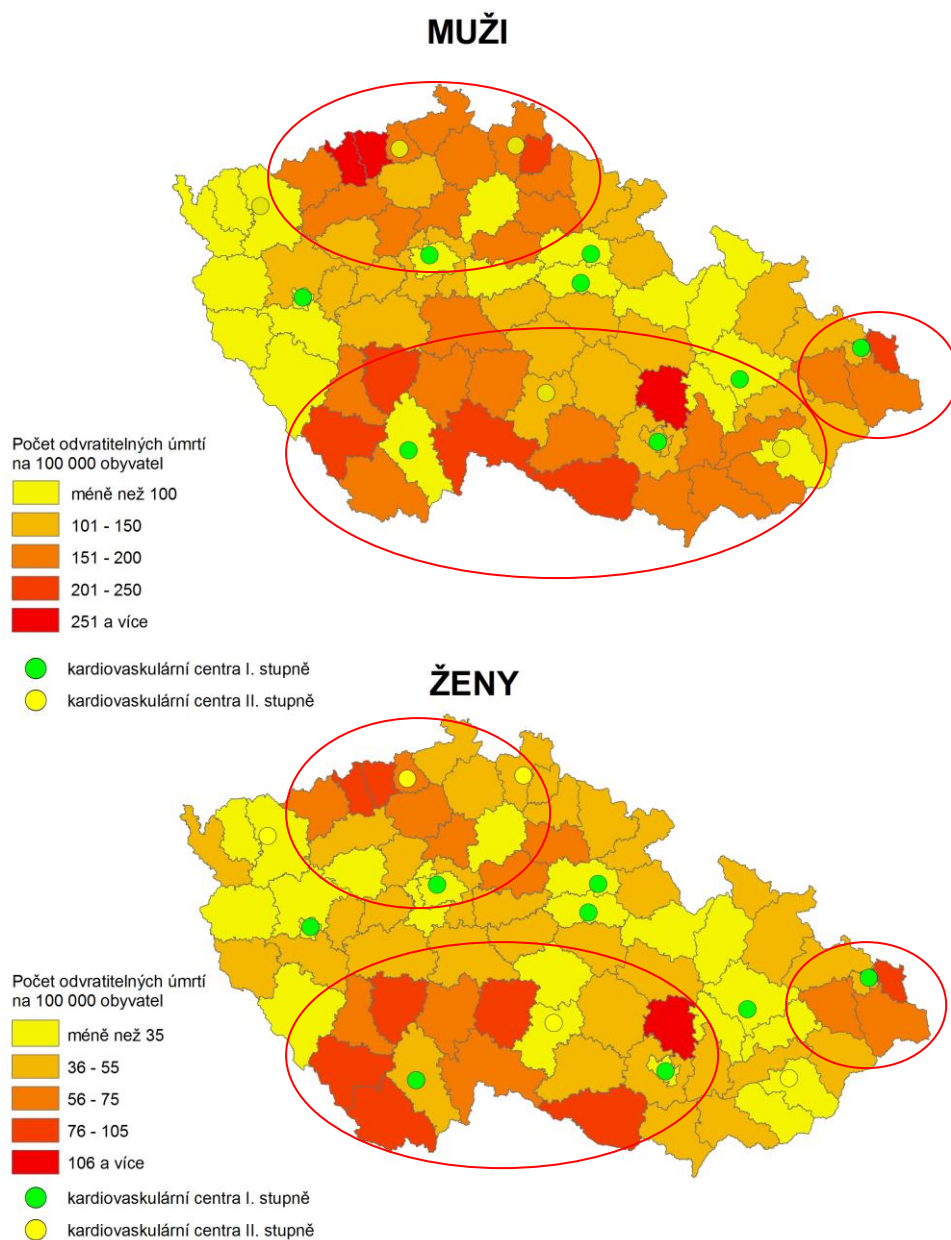 MUŽI
Počet odvratitelných úmrtí
na 100 000 obyvatel
méně než 100
101 - 150
151 - 200
201 - 250
251 a více
kardiovaskulární centra I. stupně
kardiovaskulární centra II. stupně
ŽENY
Počet odvratitelných úmrtí
na 100 000 obyvatel
méně než 35
36 - 55
56 - 75
76 - 105
106 a více
kardiovaskulární centra I. stupně
kardiovaskulární centra II. stupně